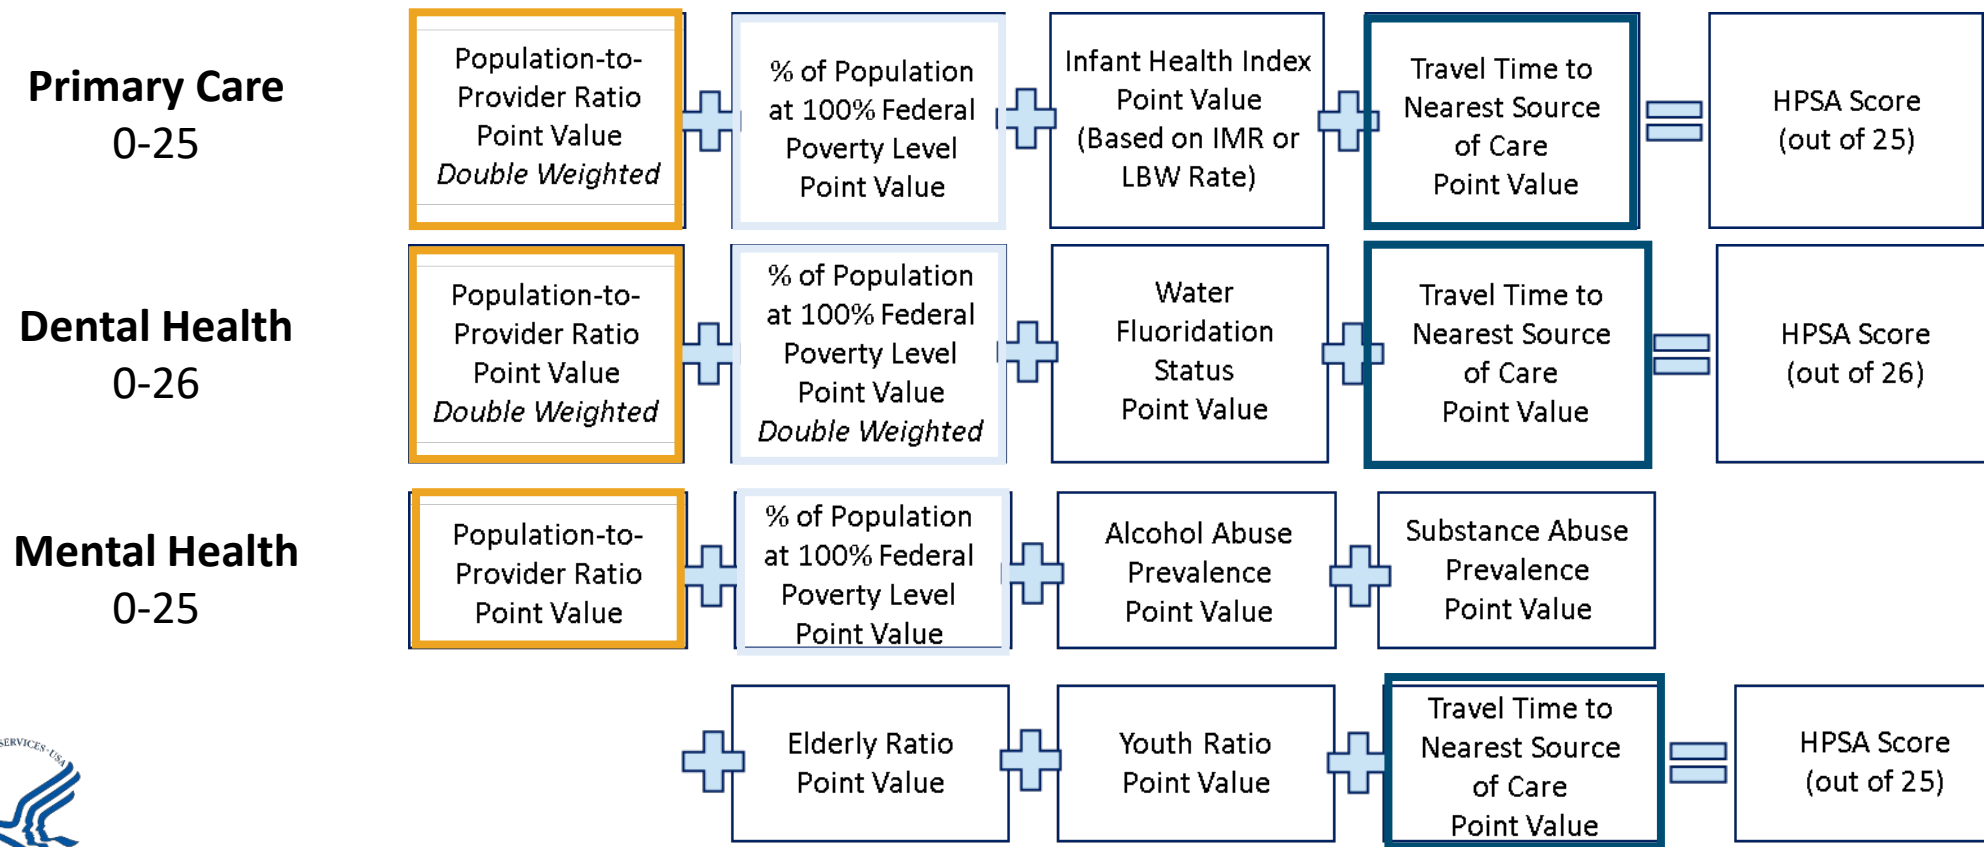 Primary Care
0-25
Population-to-
Provider Ratio
Point Value
Double Weighted
% of Population
at 100% Federal
Poverty Level
Point Value
Infant Health Index
Point Value
(Based on IMR or
LBW Rate)
Travel Time to
Nearest Source
of Care
Point Value
HPSA Score
(out of 25)
Dental Health
0-26
Population-to-
Provider Ratio
Point Value
Double Weighted
% of Population
at 100% Federal
Poverty Level
Point Value
Double Weighted
Water
Fluoridation
Status
Point Value
Travel Time to
Nearest Source
of Care
Point Value
HPSA Score
(out of 26)
Mental Health
0-25
Population-to-
Provider Ratio
Point Value
% of Population
at 100% Federal
Poverty Level
Point Value
Alcohol Abuse
Prevalence
Point Value
Substance Abuse
Prevalence
Point Value
Elderly Ratio
Point Value
Youth Ratio
Point Value
Travel Time to
Nearest Source
of Care
Point Value
HPSA Score
(out of 25)
SERVICES·USA